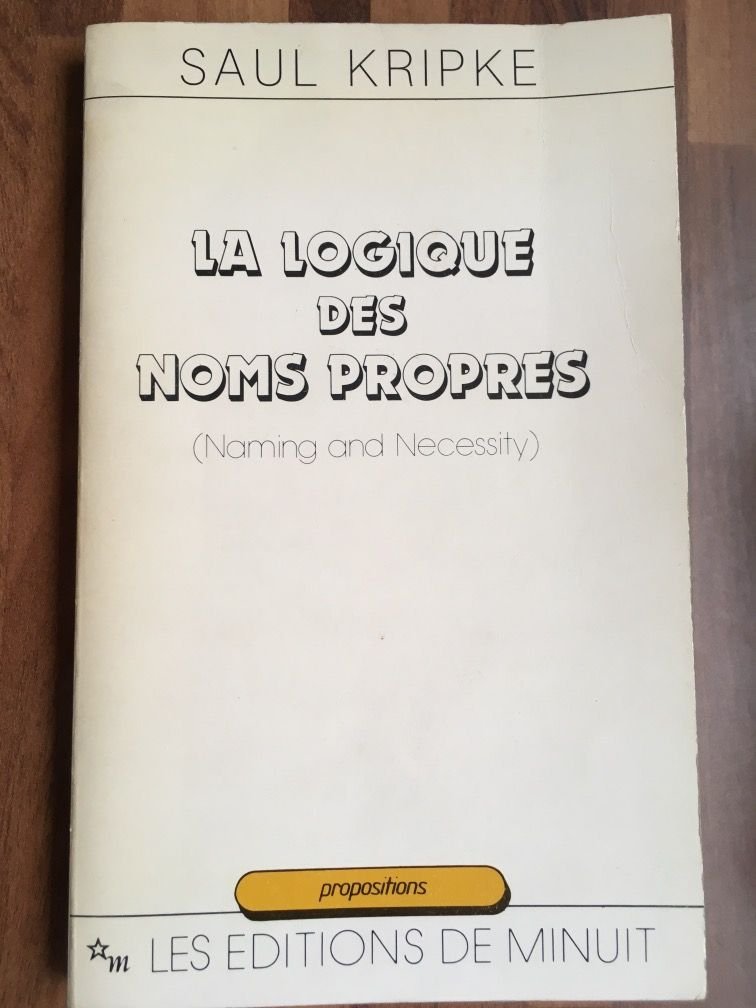 SAUL KRIPKE
LA LOGIQUE
DES
NOMS PROPRES
(Naming and Necessity)
propositions
m LES EDITIONS DE MINUIT